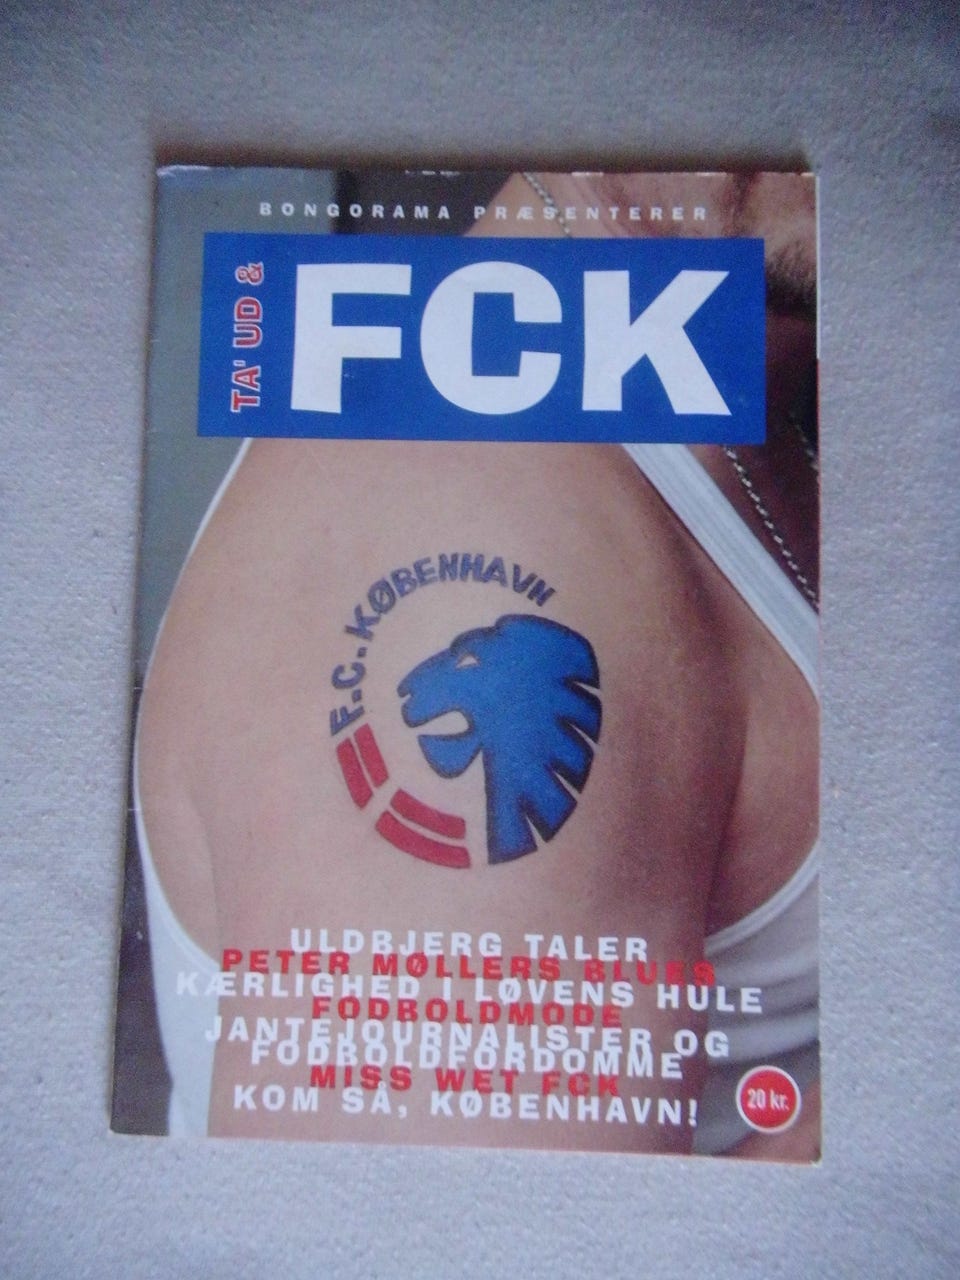 BONGORAMA PRÆSENTERER
TA' UD &
FCK
F.C. KØBENHAVN
ULDBJERG TALER
PETER MØLLERS BLUES
KÆRLIGHED I LØVENS HULE
FODBOLDMODE
JANTEJOURNALISTER OG
FODBOLDFORDOMME
MISS WET FCK
KOM SÅ, KØBENHAVN!
20 kr.